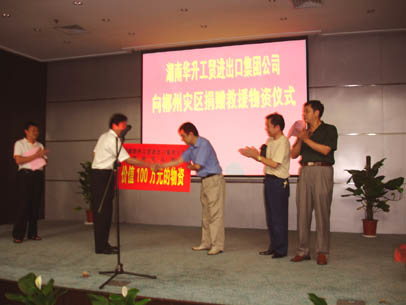 湖南华升工贸进出口集团公司
向郴州灾区捐赠救援物资仪式
价值100万元的物资